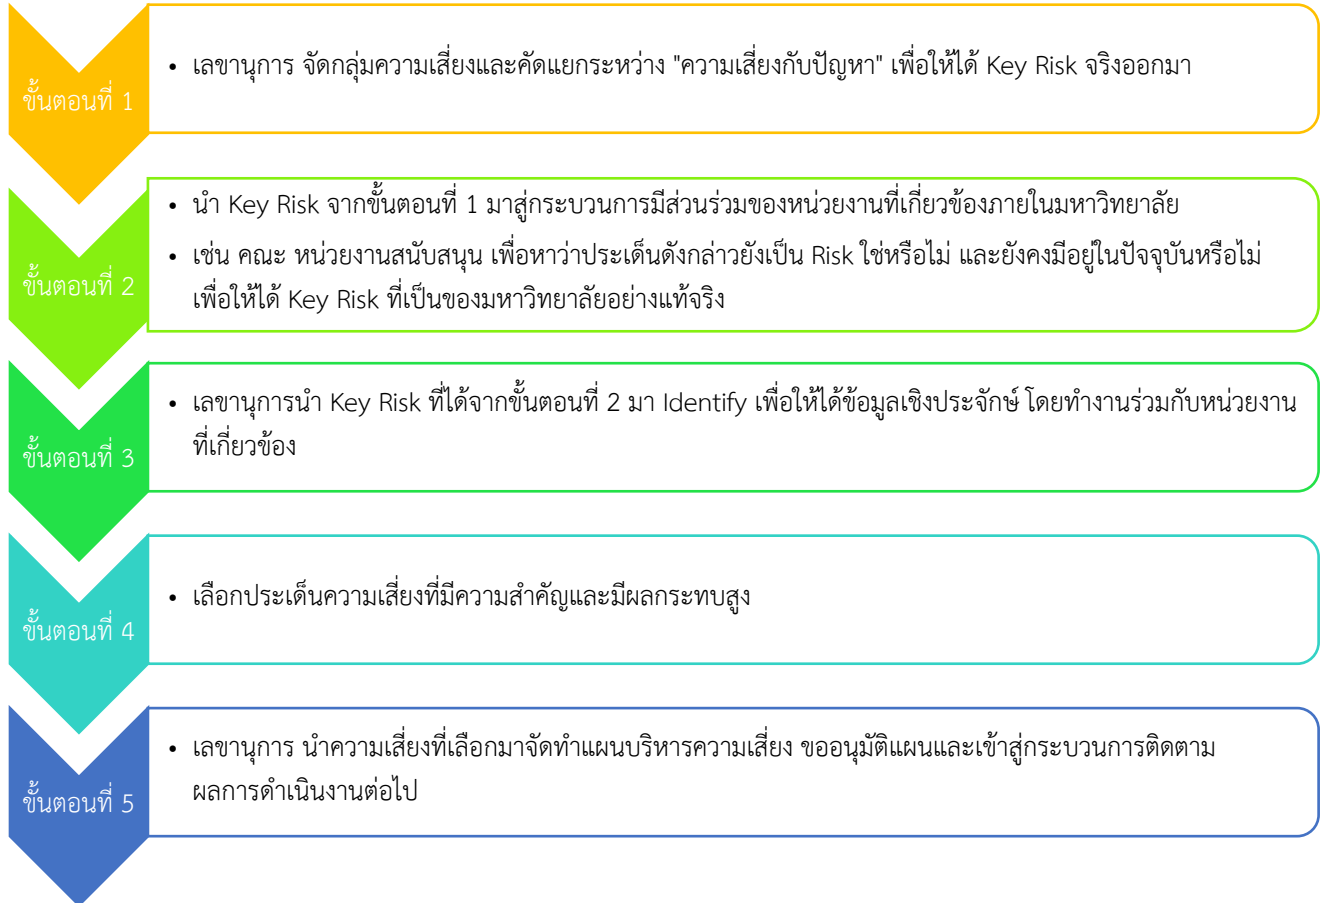 ขั้นตอนที่ 1
• เลขานุการ จัดกลุ่มความเสี่ยงและคัดแยกระหว่าง "ความเสี่ยงกับปัญหา" เพื่อให้ได้ Key Risk จริงออกมา
ขั้นตอนที่ 2
• นำ Key Risk จากขั้นตอนที่ 1 มาสู่กระบวนการมีส่วนร่วมของหน่วยงานที่เกี่ยวข้องภายในมหาวิทยาลัย
• เช่น คณะ หน่วยงานสนับสนุน เพื่อหาว่าประเด็นดังกล่าวยังเป็น Risk ใช่หรือไม่ และยังคงมีอยู่ในปัจจุบันหรือไม่
เพื่อให้ได้ Key Risk ที่เป็นของมหาวิทยาลัยอย่างแท้จริง
ขั้นตอนที่ 3
• เลขานุการนำ Key Risk ที่ได้จากขั้นตอนที่ 2 มา Identify เพื่อให้ได้ข้อมูลเชิงประจักษ์ โดยทำงานร่วมกับหน่วยงาน
ที่เกี่ยวข้อง
ขั้นตอนที่ 4
• เลือกประเด็นความเสี่ยงที่มีความสำคัญและมีผลกระทบสูง
ขั้นตอนที่ 5
• เลขานุการ นำความเสี่ยงที่เลือกมาจัดทำแผนบริหารความเสี่ยง ขออนุมัติแผนและเข้าสู่กระบวนการติดตาม
ผลการดำเนินงานต่อไป